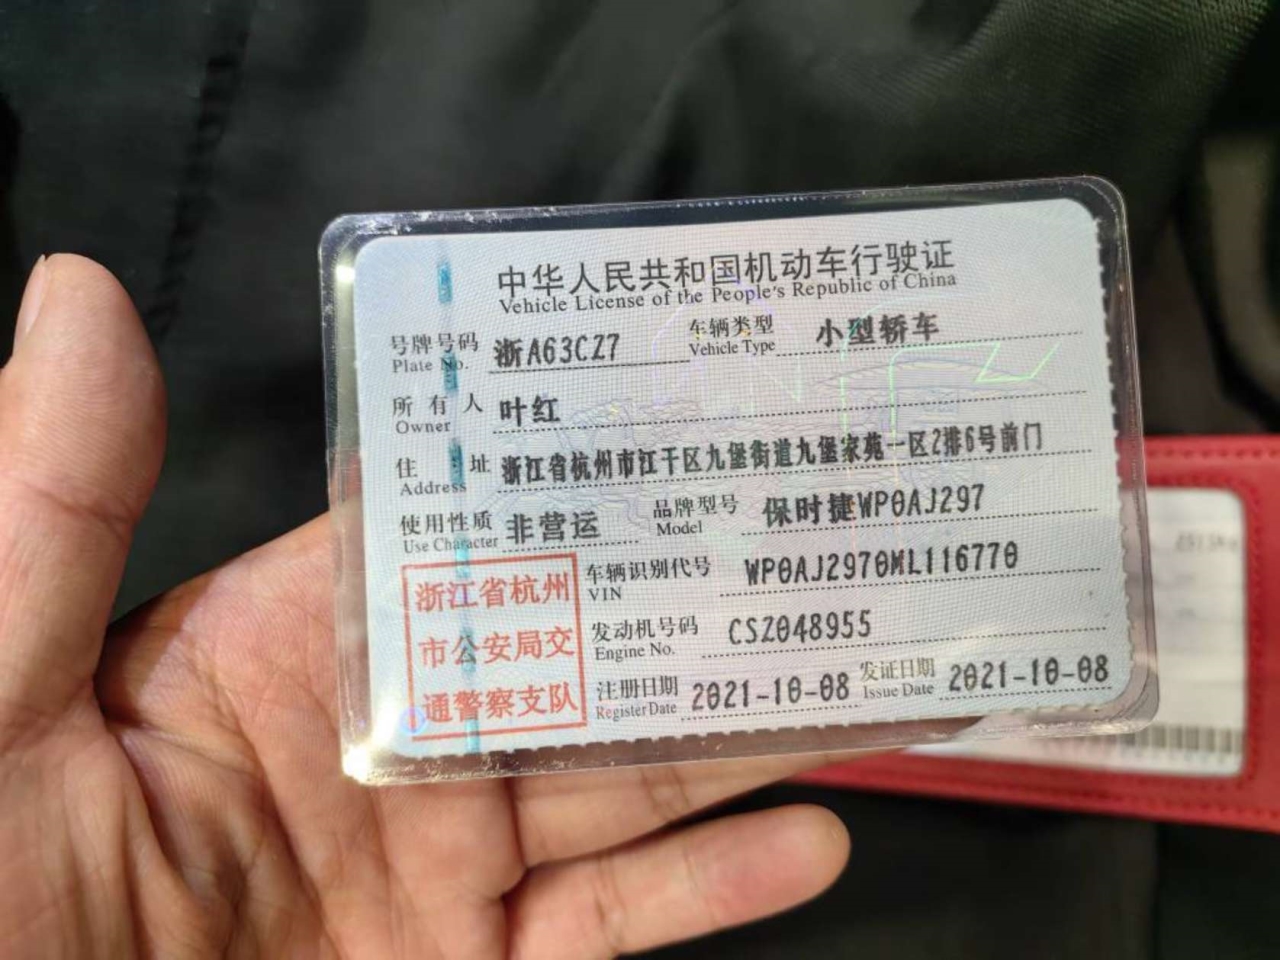 中华人民共和国机动车行驶证
Vehicle License of the People's Republic of China
号牌号码 浙A63CZ7 车辆类型 小型轿车
Plate No. Vehicle Type
所有人 叶红
Owner
住址 浙江省杭州市江干区九堡街道九堡家苑一区2排6号前门
Address
使用性质 非营运 品牌型号 保时捷WP0AJ297
Use Character Model
浙江省杭州
市公安局交
通警察支队
车辆识别代号 WP0AJ2970ML116770
VIN
发动机号码 CSZ048955
Engine No.
注册日期 2021-10-08 发证日期 2021-10-08
Register Date Issue Date